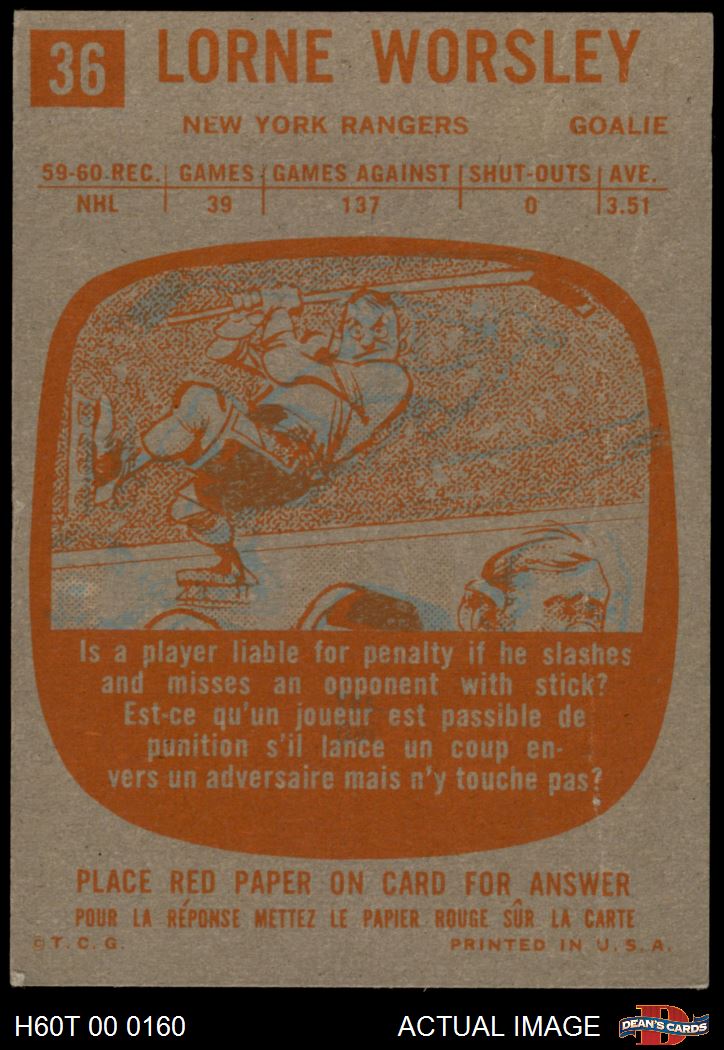 36 LORNE WORSLEY
NEW YORK RANGERS GOALIE
59-60 REC. GAMES GAMES AGAINST SHUT-OUTS AVE.
NHL 39 137 0 3.51
Is a player liable for penalty if he slashes
and misses an opponent with stick?
Est-ce qu'un joueur est passible de
punition s'il lance un coup en-
vers un adversaire mais n'y touche pas?
PLACE RED PAPER ON CARD FOR ANSWER
POUR LA RÉPONSE METTEZ LE PAPIER ROUGE SÛR LA CARTE
©T.C.G. PRINTED IN U.S.A.
H60T 00 0160 ACTUAL IMAGE D DEAN'S CARDS